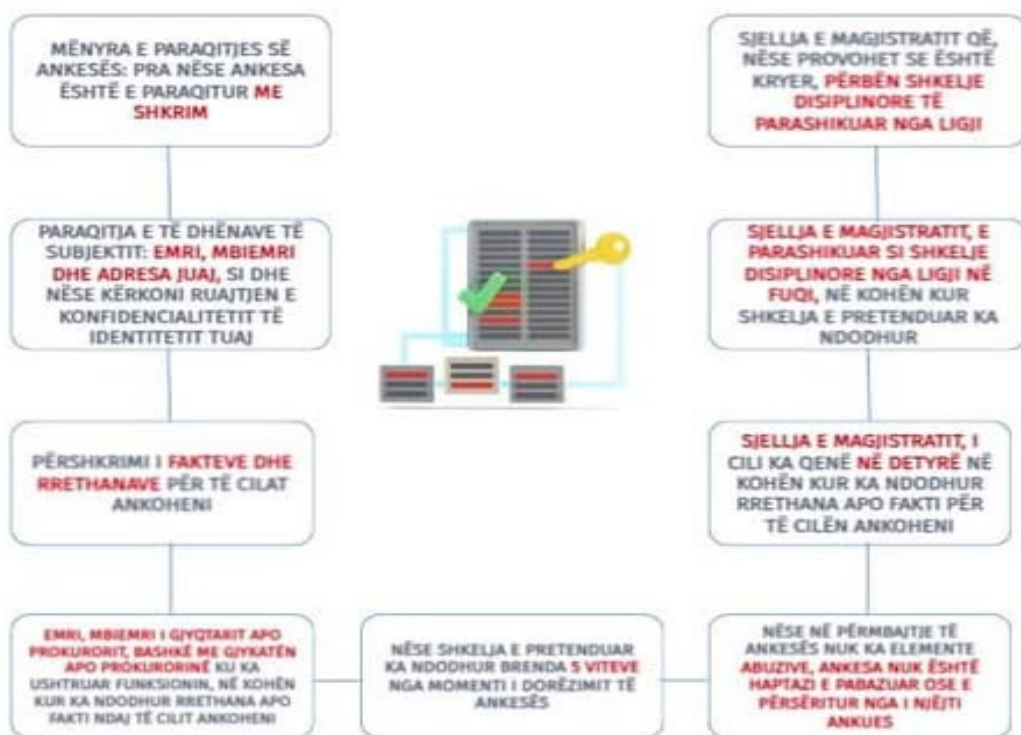 MËNYRA E PARAQITJES SË
ANKESËS: PRA NËSE ANKESA
ËSHTË E PARAQITUR ME
SHKRIM
PARAQITJA E TË DHËNAVE TË
SUBJEKTIT: EMRI, MBIEMRI
DHE ADRESA JUAJ, SI DHE
NËSE KËRKONI RUAJTJEN E
KONFIDENCIALITETIT TË
IDENTITETIT TUAJ
PËRSHKRIMI I FAKTEVE DHE
RRETHANAVE PËR TË CILAT
ANKOHENI
EMRI, MBIEMRI I GJYQTARIT APO
PROKURORIT, BASHKË ME GJYKATËN
APO PROKURORINË KU KA
USHTRUAR FUNKSIONIN, NË KOHËN
KUR KA NDODHUR RRETHANA APO
FAKTI NDAJ TË CILIT ANKOHENI
NËSE SHKELJA E PRETENDUAR
KA NDODHUR BRENDA 5 VITEVE
NGA MOMENTI I DORËZIMIT TË
ANKESËS
NËSE NË PËRMBAJTJE TË
ANKESËS NUK KA ELEMENTE
ABUZIVE, ANKESA NUK ËSHTË
HAPTAZI E PABAZUAR OSE E
PËRSËRITUR NGA I NJËJTI
ANKUES
SJELLJA E MAGJISTRATIT, I
CILI KA QENË NË DETYRË NË
KOHËN KUR KA NDODHUR
RRETHANA APO FAKTI PËR
TË CILËN ANKOHENI
SJELLJA E MAGJISTRATIT, E
PARASHIKUAR SI SHKELJE
DISIPLINORE NGA LIGJI NË
FUQI, NË KOHËN KUR
SHKELJA E PRETENDUAR KA
NDODHUR
SJELLJA E MAGJISTRATIT QË,
NËSE PROVOHET SE ËSHTË
KRYER, PËRBËN SHKELJE
DISIPLINORE TË
PARASHIKUAR NGA LIGJI